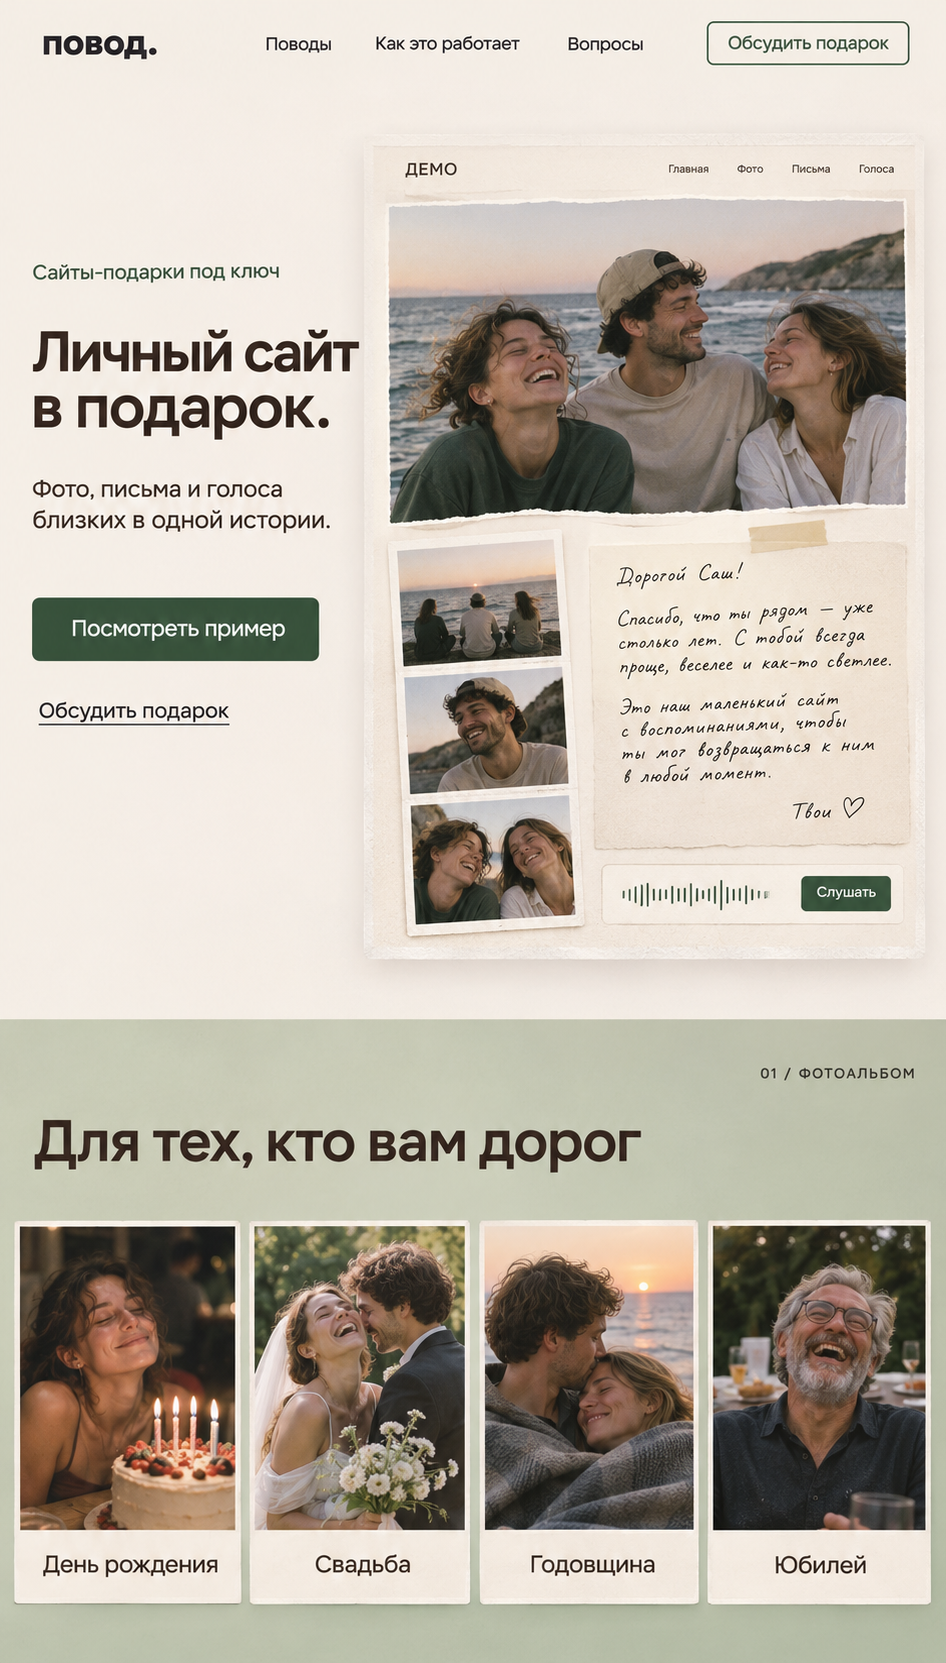 повод.
Поводы
Как это работает
Вопросы
Обсудить подарок
Сайты-подарки под ключ
Личный сайт
в подарок.
Фото, письма и голоса
близких в одной истории.
Посмотреть пример
Обсудить подарок
ДЕМО
Главная
Фото
Письма
Голоса
Дорогой Саш!
Спасибо, что ты рядом — уже
столько лет. С тобой всегда
проще, веселее и как-то светлее.
Это наш маленький сайт
с воспоминаниями, чтобы
ты мог возвращаться к ним
в любой момент.
Твои ♡
Слушать
01 / ФОТОАЛЬБОМ
Для тех, кто вам дорог
День рождения
Свадьба
Годовщина
Юбилей